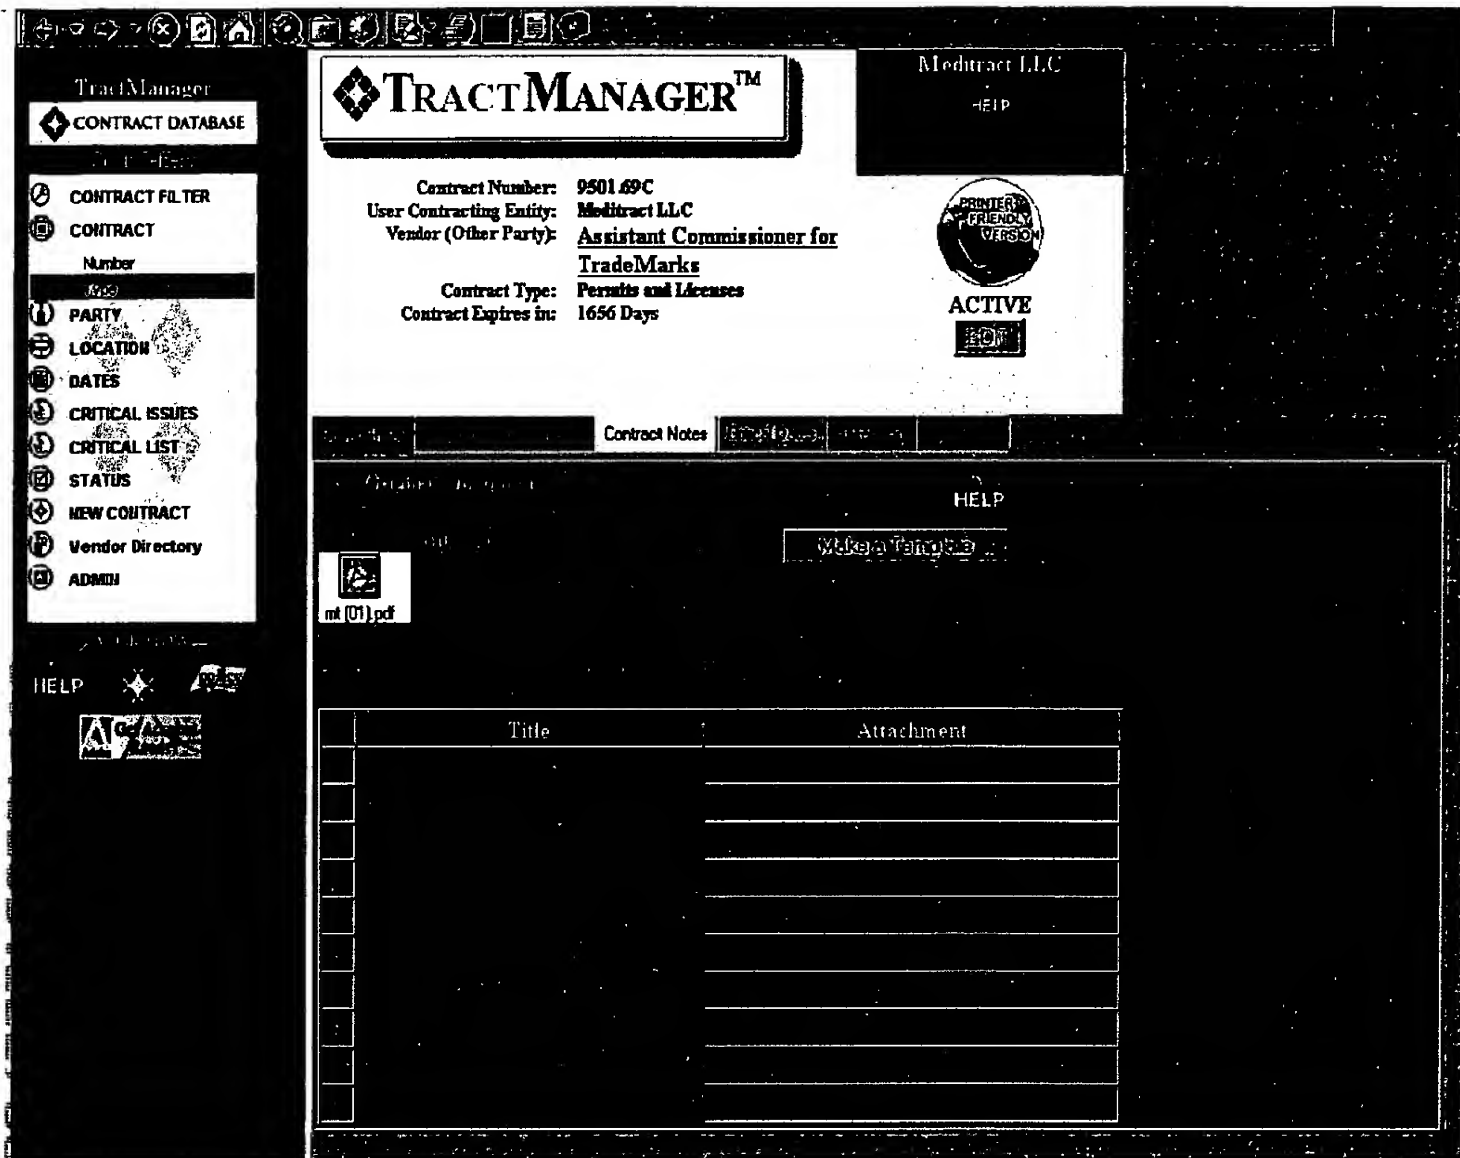 TractManager
CONTRACT DATABASE
CONTRACT FILTER
CONTRACT
Number
Type
PARTY
LOCATION
DATES
CRITICAL ISSUES
CRITICAL LIST
STATUS
NEW CONTRACT
Vendor Directory
ADMIN
HELP
TRACTMANAGER™
Meditract LLC
HELP
Contract Number: 9501.69C
User Contracting Entity: Meditract LLC
Vendor (Other Party): Assistant Commissioner for
TradeMarks
Contract Type: Permits and Licenses
Contract Expires in: 1656 Days
PRINTER
FRIENDLY
VERSION
ACTIVE
EDIT
Contract Notes
HELP
Make a Template
mt (01).pdf
Title Attachment